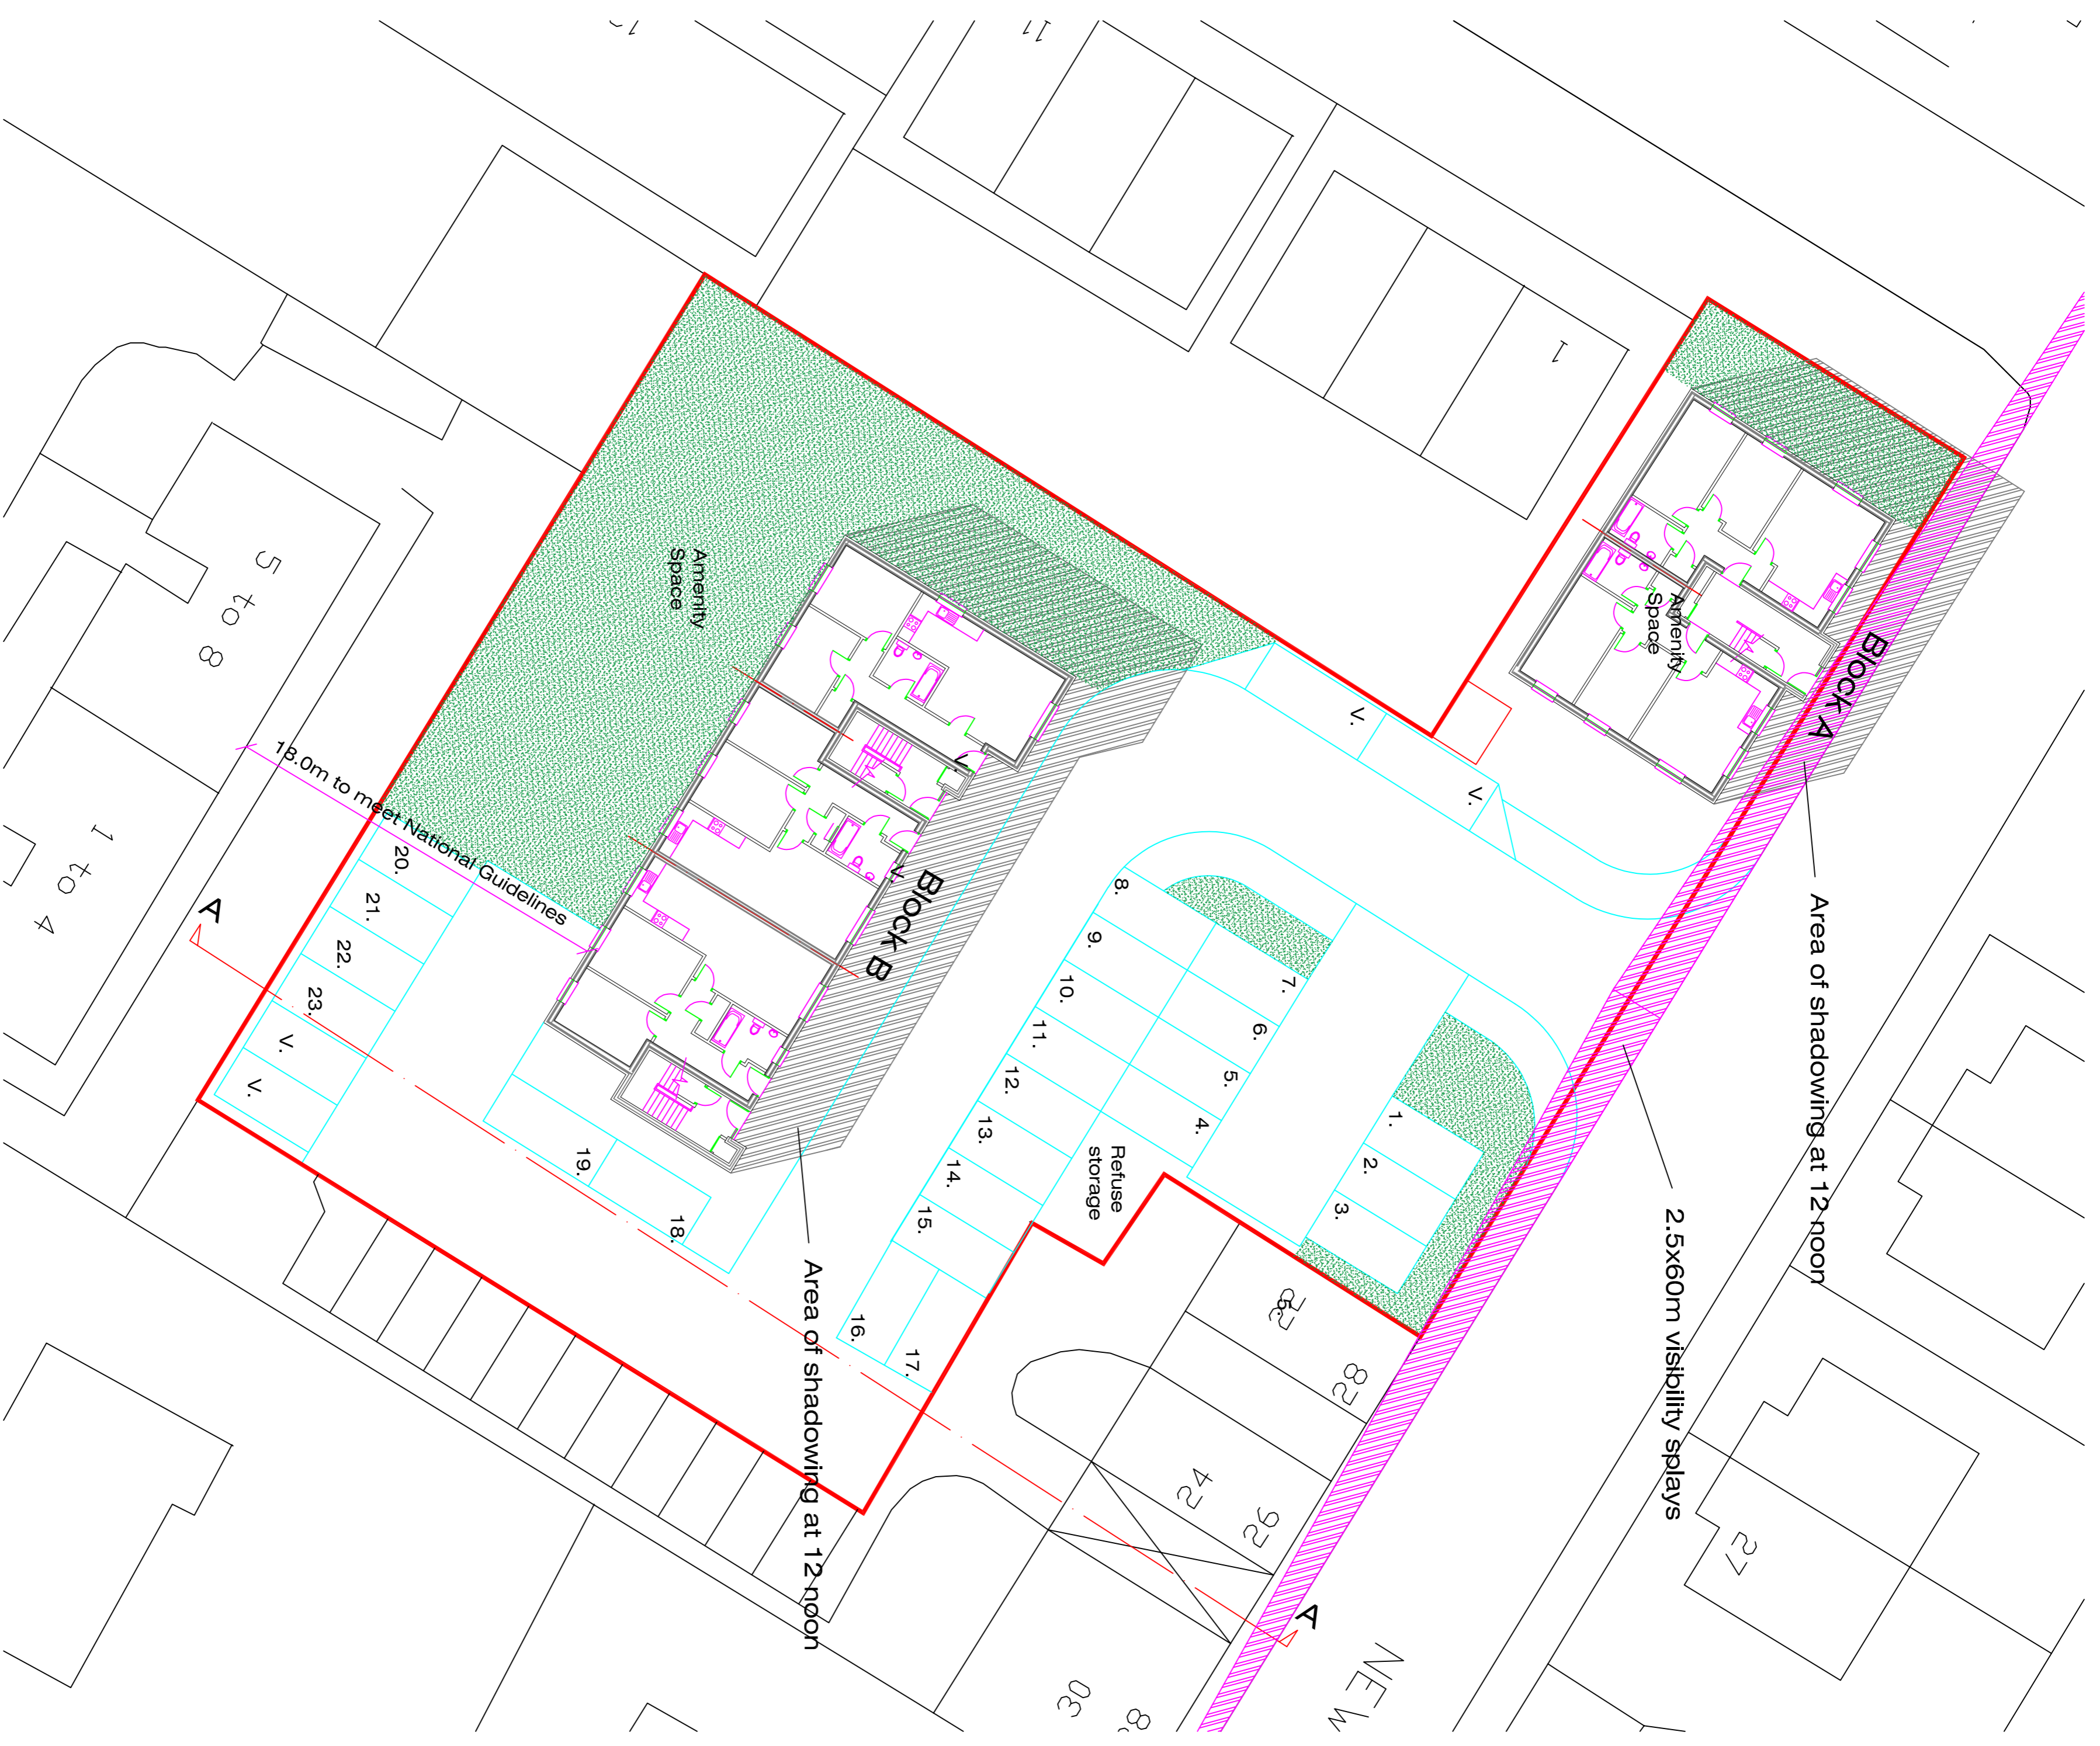 11
1
Block A
Amenity
Space
Amenity
Space
5 to 8
1 to 4
18.0m to meet National Guidelines
V.
V.
V.
V.
Block B
Area of shadowing at 12 noon
2.5x60m visibility splays
Area of shadowing at 12 noon
A
20.
21.
22.
23.
V.
V.
19.
18.
8.
9.
10.
11.
12.
13.
14.
15.
16.
17.
7.
6.
5.
4.
1.
2.
3.
Refuse
storage
28
24
26
27
A
30
NEW